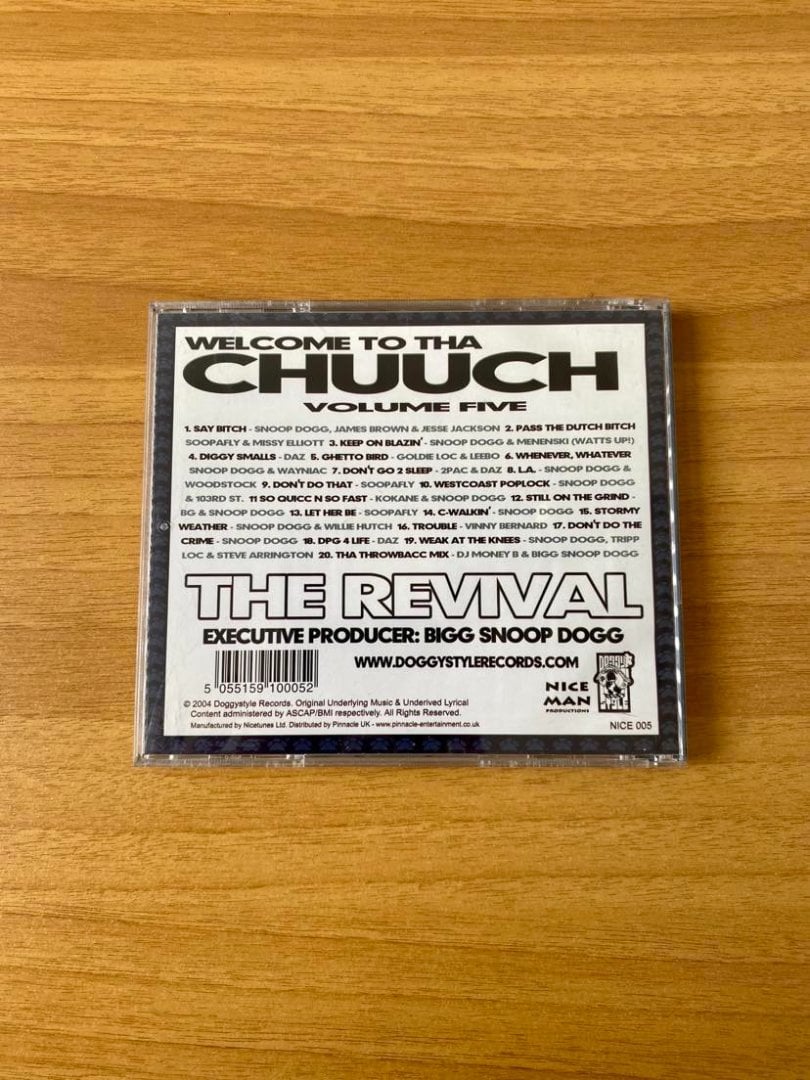 WELCOME TO THA
CHUUCH
VOLUME FIVE
1. SAY BITCH - SNOOP DOGG, JAMES BROWN & JESSE JACKSON 2. PASS THE DUTCH BITCH
SOOPAFLY & MISSY ELLIOTT 3. KEEP ON BLAZIN' - SNOOP DOGG & MENENSKI (WATTS UP!)
4. DIGGY SMALLS - DAZ 5. GHETTO BIRD - GOLDIE LOC & LEEBO 6. WHENEVER, WHATEVER
SNOOP DOGG & WAYNIAC 7. DON'T GO 2 SLEEP - 2PAC & DAZ 8. L.A. - SNOOP DOGG &
WOODSTOCK 9. DON'T DO THAT - SOOPAFLY 10. WESTCOAST POPLOCK - SNOOP DOGG
& 103RD ST. 11 SO QUICC N SO FAST - KOKANE & SNOOP DOGG 12. STILL ON THE GRIND -
BG & SNOOP DOGG 13. LET HER BE - SOOPAFLY 14. C-WALKIN' - SNOOP DOGG 15. STORMY
WEATHER - SNOOP DOGG & WILLIE HUTCH 16. TROUBLE - VINNY BERNARD 17. DON'T DO THE
CRIME - SNOOP DOGG 18. DPG 4 LIFE - DAZ 19. WEAK AT THE KNEES - SNOOP DOGG, TRIPP
LOC & STEVE ARRINGTON 20. THA THROWBACC MIX - DJ MONEY B & BIGG SNOOP DOGG
THE REVIVAL
EXECUTIVE PRODUCER: BIGG SNOOP DOGG
WWW.DOGGYSTYLERECORDS.COM
5 055159 100052
NICE
MAN
PRODUCTIONS
DOGGY
STYLE
© 2004 Doggystyle Records. Original Underlying Music & Underived Lyrical
Content administered by ASCAP/BMI respectively. All Rights Reserved.
Manufactured by Nicetunes Ltd. Distributed by Pinnacle UK - www.pinnacle-entertainment.co.uk
NICE 005